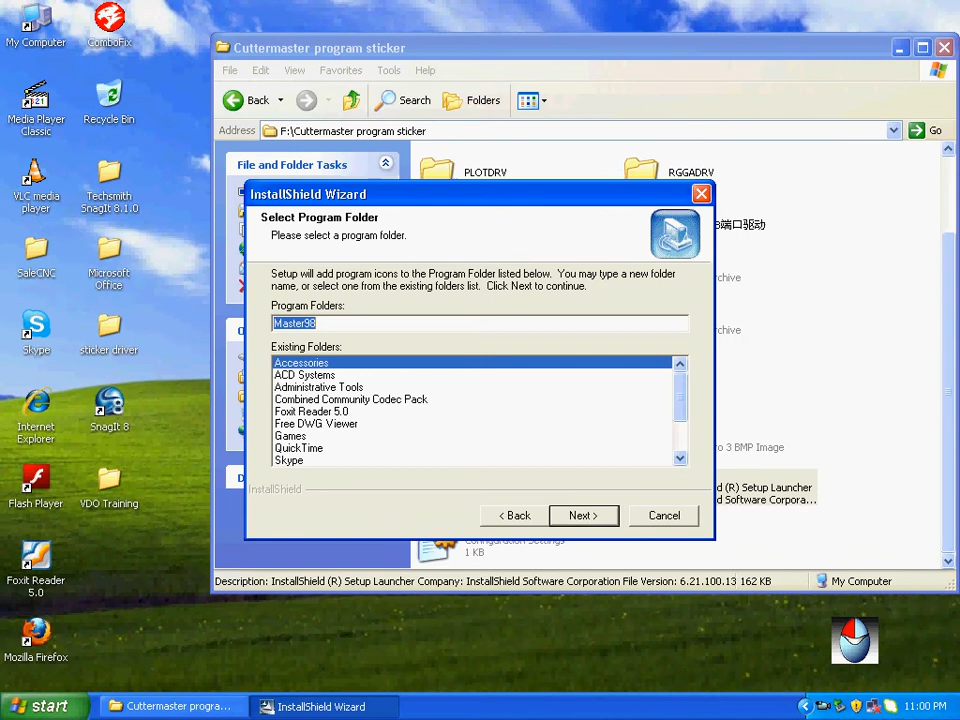 My Computer
ComboFix
Media Player
Classic
Recycle Bin
VLC media
player
Techsmith
SnagIt 8.1.0
SaleCNC
Microsoft
Office
Skype
sticker driver
Internet
Explorer
SnagIt 8
Flash Player
VDO Training
Foxit Reader
5.0
Mozilla Firefox
Cuttermaster program sticker
File Edit View Favorites Tools Help
Back Search Folders
Address F:\Cuttermaster program sticker Go
File and Folder Tasks
PLOTDRV
RGGADRV
8端口驱动
chive
chive
o 3 BMP Image
d (R) Setup Launcher
d Software Corpora...
Configuration Settings
1 KB
InstallShield Wizard
Select Program Folder
Please select a program folder.
Setup will add program icons to the Program Folder listed below. You may type a new folder
name, or select one from the existing folders list. Click Next to continue.
Program Folders:
Master98
Existing Folders:
Accessories
ACD Systems
Administrative Tools
Combined Community Codec Pack
Foxit Reader 5.0
Free DWG Viewer
Games
QuickTime
Skype
InstallShield
< Back Next > Cancel
Description: InstallShield (R) Setup Launcher Company: InstallShield Software Corporation File Version: 6.21.100.13 162 KB My Computer
start Cuttermaster progra... InstallShield Wizard 11:00 PM